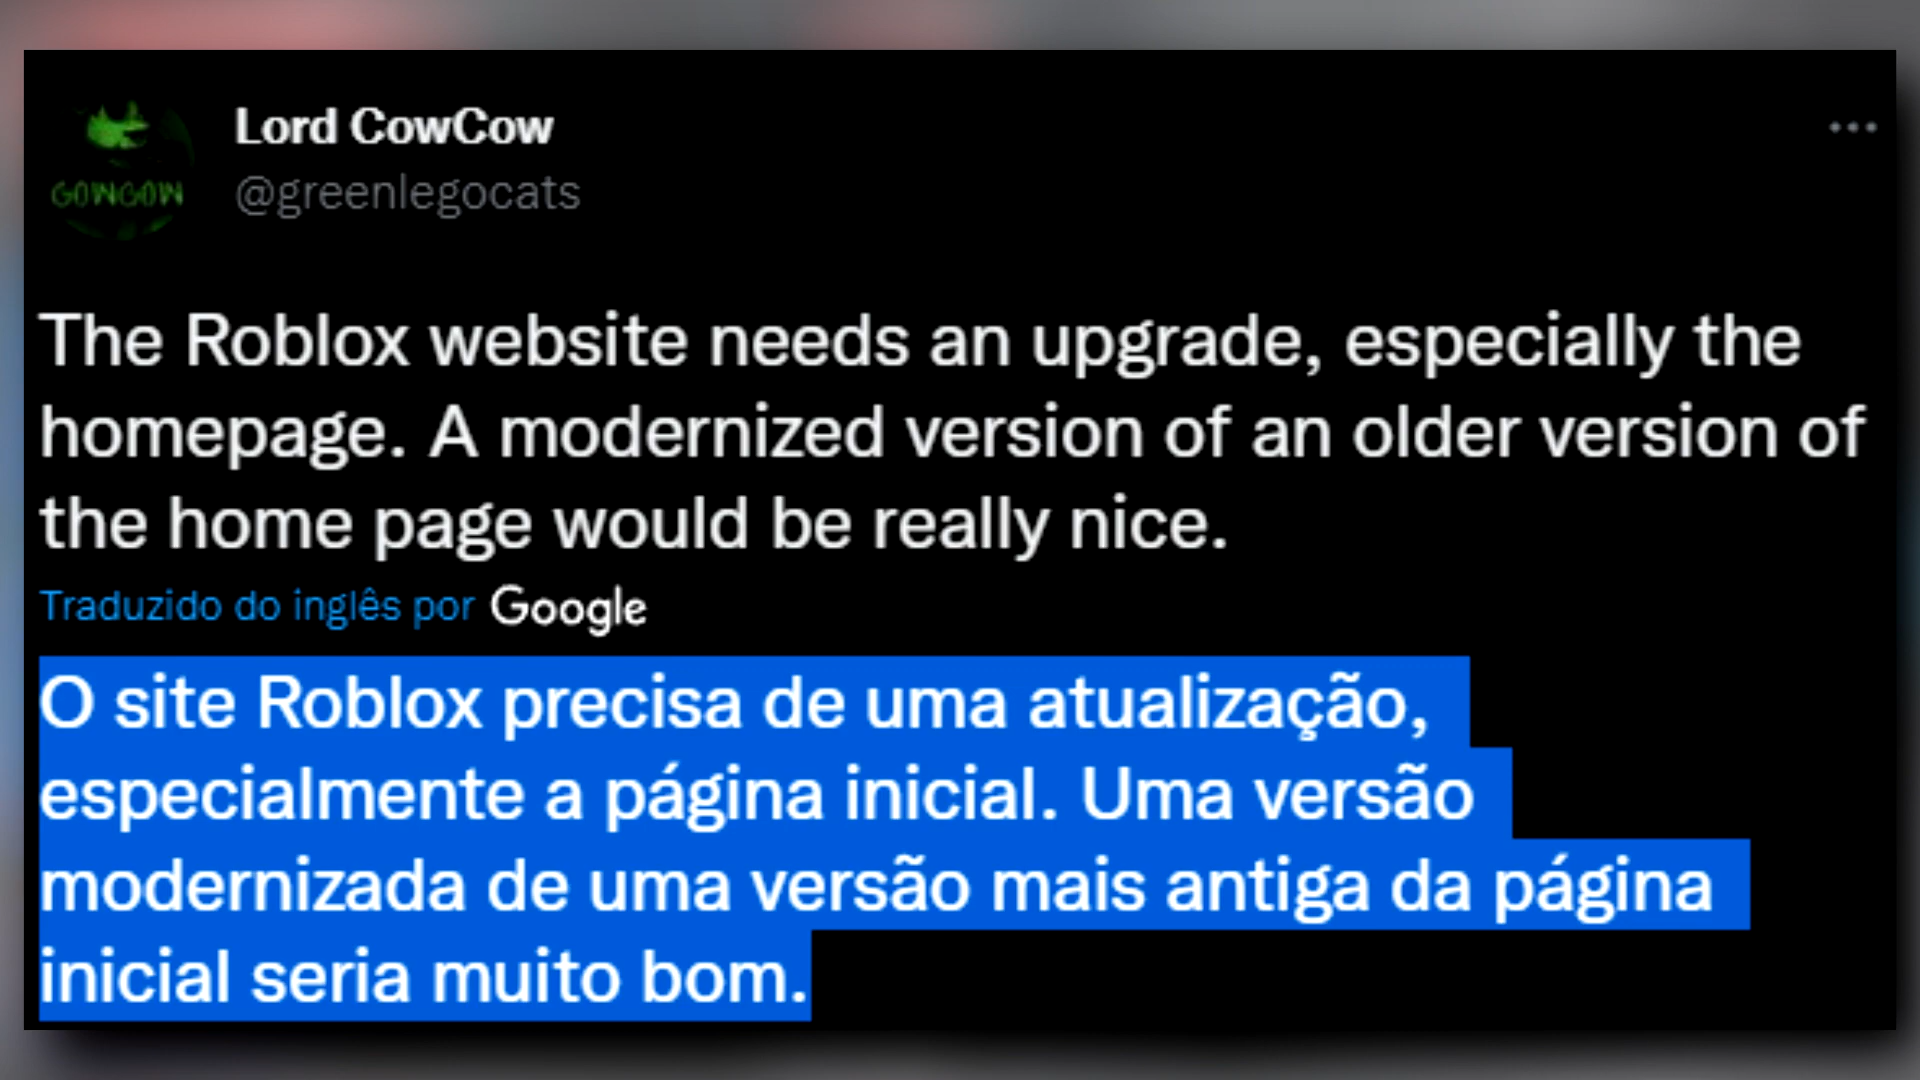 Lord CowCow
@greenlegocats
GOWGOW
The Roblox website needs an upgrade, especially the
homepage. A modernized version of an older version of
the home page would be really nice.
Traduzido do inglês por Google
O site Roblox precisa de uma atualização,
especialmente a página inicial. Uma versão
modernizada de uma versão mais antiga da página
inicial seria muito bom.